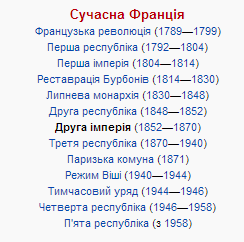 Сучасна Франція
Французька революція (1789—1799)
Перша республіка (1792—1804)
Перша імперія (1804—1814)
Реставрація Бурбонів (1814—1830)
Липнева монархія (1830—1848)
Друга республіка (1848—1852)
Друга імперія (1852—1870)
Третя республіка (1870—1940)
Паризька комуна (1871)
Режим Віші (1940—1944)
Тимчасовий уряд (1944—1946)
Четверта республіка (1946—1958)
П'ята республіка (з 1958)